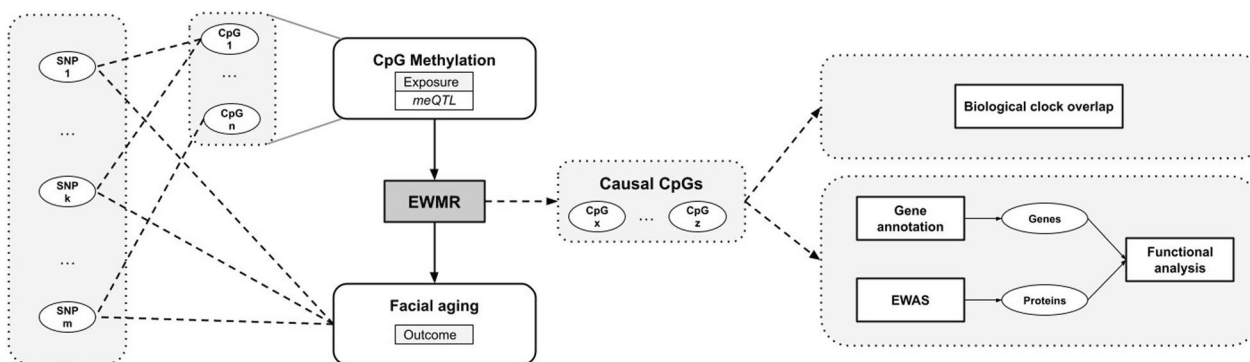 SNP
1
...
SNP
k
...
SNP
m
CpG
1
...
CpG
n
CpG Methylation
Exposure
meQTL
EWMR
Facial aging
Outcome
Causal CpGs
CpG
x
...
CpG
z
Biological clock overlap
Gene
annotation
Genes
EWAS
Proteins
Functional
analysis